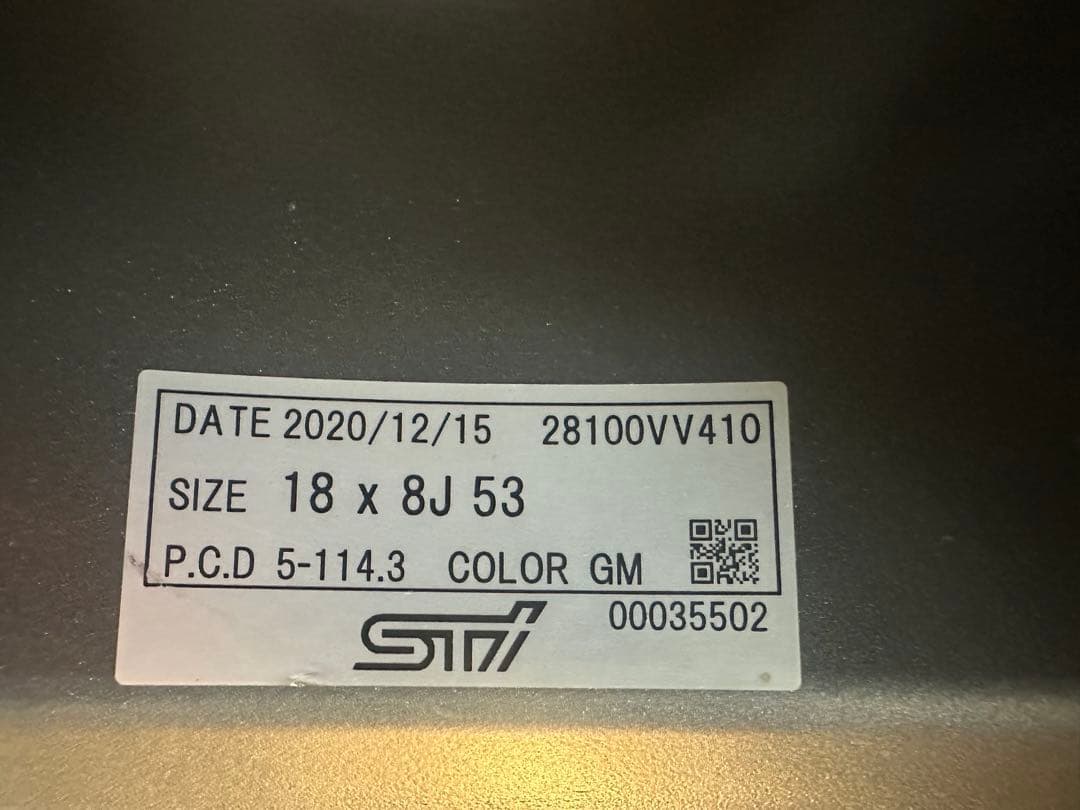 DATE 2020/12/15 28100VV410
SIZE 18 x 8J 53
P.C.D 5-114.3 COLOR GM
00035502
STi